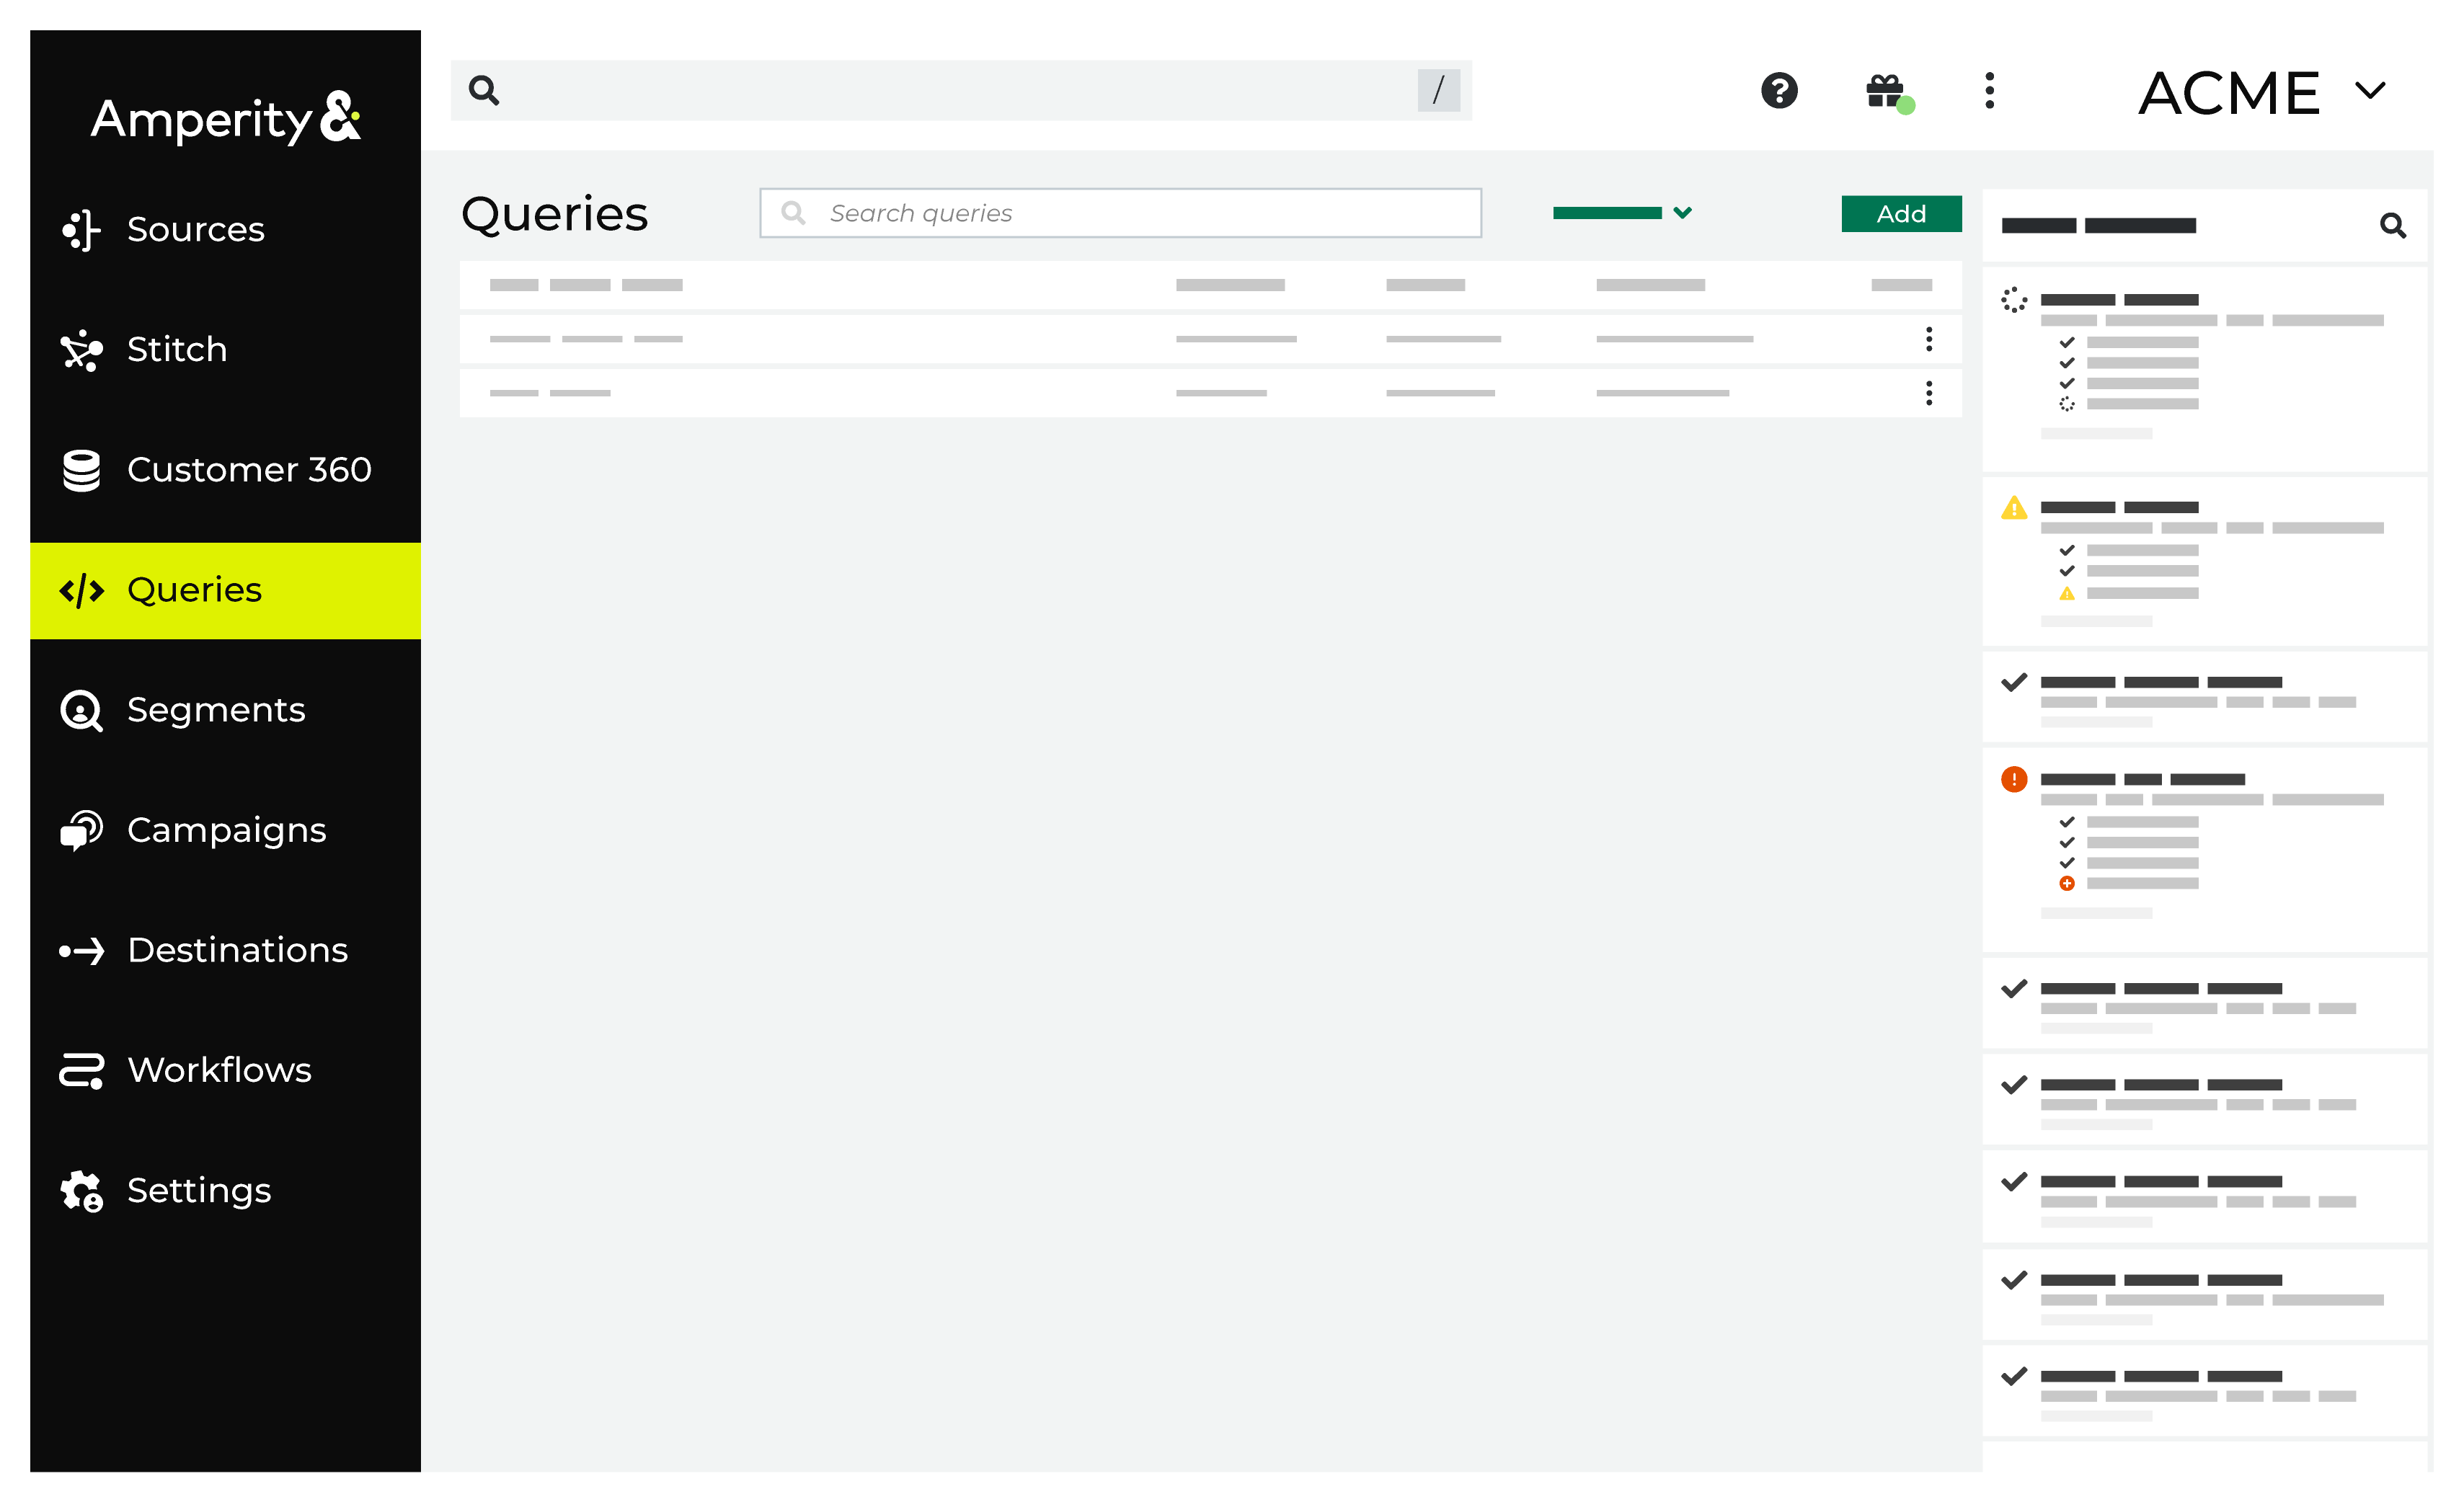 Amperity&
Sources
Stitch
Customer 360
Queries
Segments
Campaigns
Destinations
Workflows
Settings
/
ACME
Queries
Search queries
Add